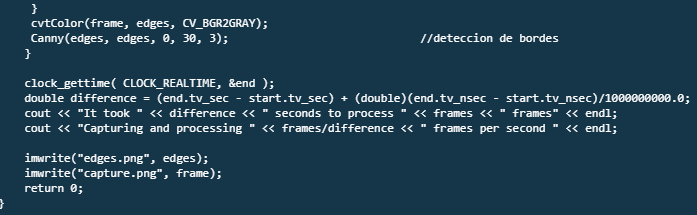 }
cvtColor(frame, edges, CV_BGR2GRAY);
Canny(edges, edges, 0, 30, 3); //deteccion de bordes
}
clock_gettime( CLOCK_REALTIME, &end );
double difference = (end.tv_sec - start.tv_sec) + (double)(end.tv_nsec - start.tv_nsec)/1000000000.0;
cout << "It took " << difference << " seconds to process " << frames << " frames" << endl;
cout << "Capturing and processing " << frames/difference << " frames per second " << endl;
imwrite("edges.png", edges);
imwrite("capture.png", frame);
return 0;
}